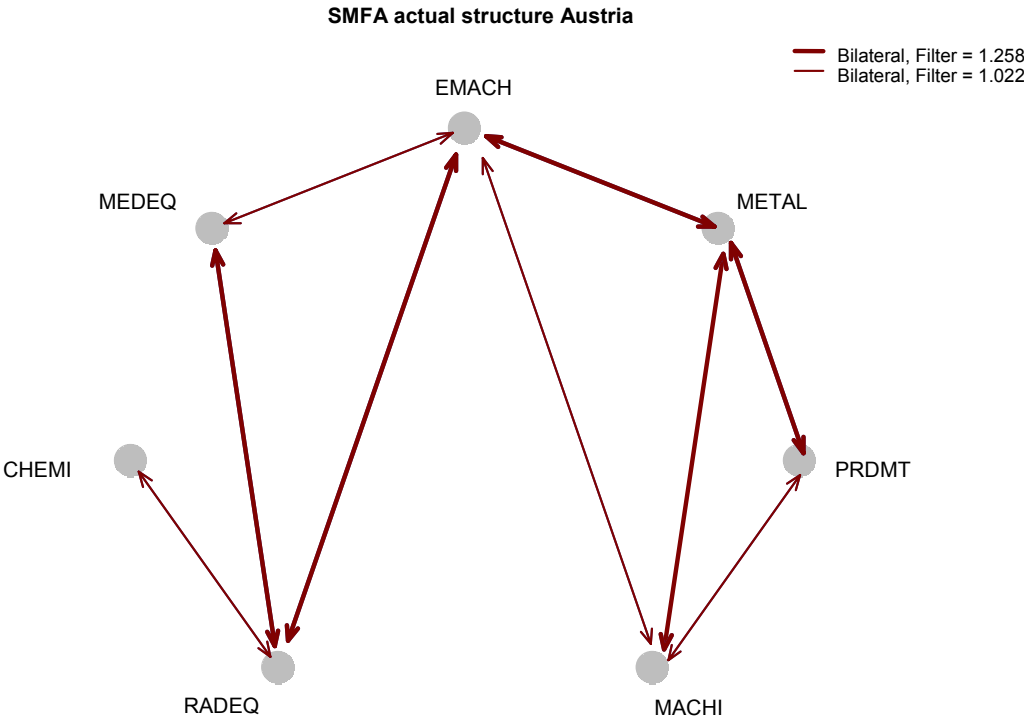 SMFA actual structure Austria
Bilateral, Filter = 1.258
Bilateral, Filter = 1.022
EMACH
MEDEQ
METAL
CHEMI
PRDMT
RADEQ
MACHI